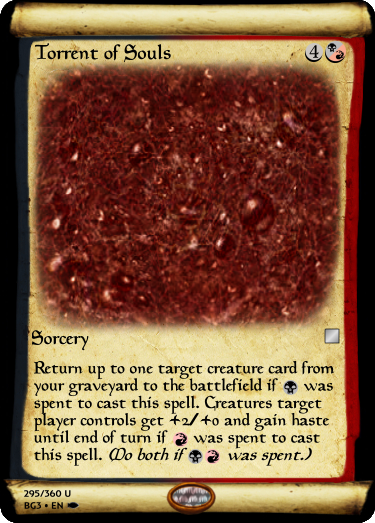 Torrent of Souls 4
Sorcery
Return up to one target creature card from
your graveyard to the battlefield if was
spent to cast this spell. Creatures target
player controls get +2/+0 and gain haste
until end of turn if was spent to cast
this spell. (Do both if was spent.)
295/360 U
BG3 • EN